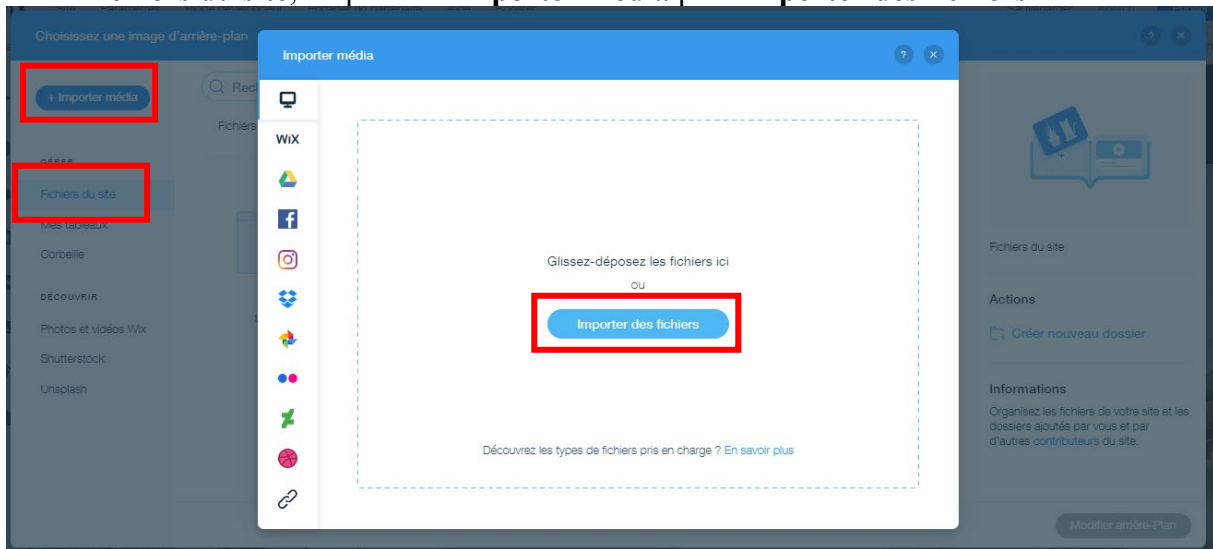 Choisissez une image d'arrière-plan
Importer média
? ×
? ×
+ Importer média
Rec
Fichiers
WiX
GÉRER
Fichiers du site
Mes tableaux
Corbeille
DÉCOUVRIR
Photos et vidéos Wix
Shutterstock
Unsplash
Glissez-déposez les fichiers ici
ou
Importer des fichiers
Découvrez les types de fichiers pris en charge ? En savoir plus
Fichiers du site
Actions
Créer nouveau dossier
Informations
Organisez les fichiers de votre site et les
dossiers ajoutés par vous et par
d'autres contributeurs du site.
Modifier arrière-Plan